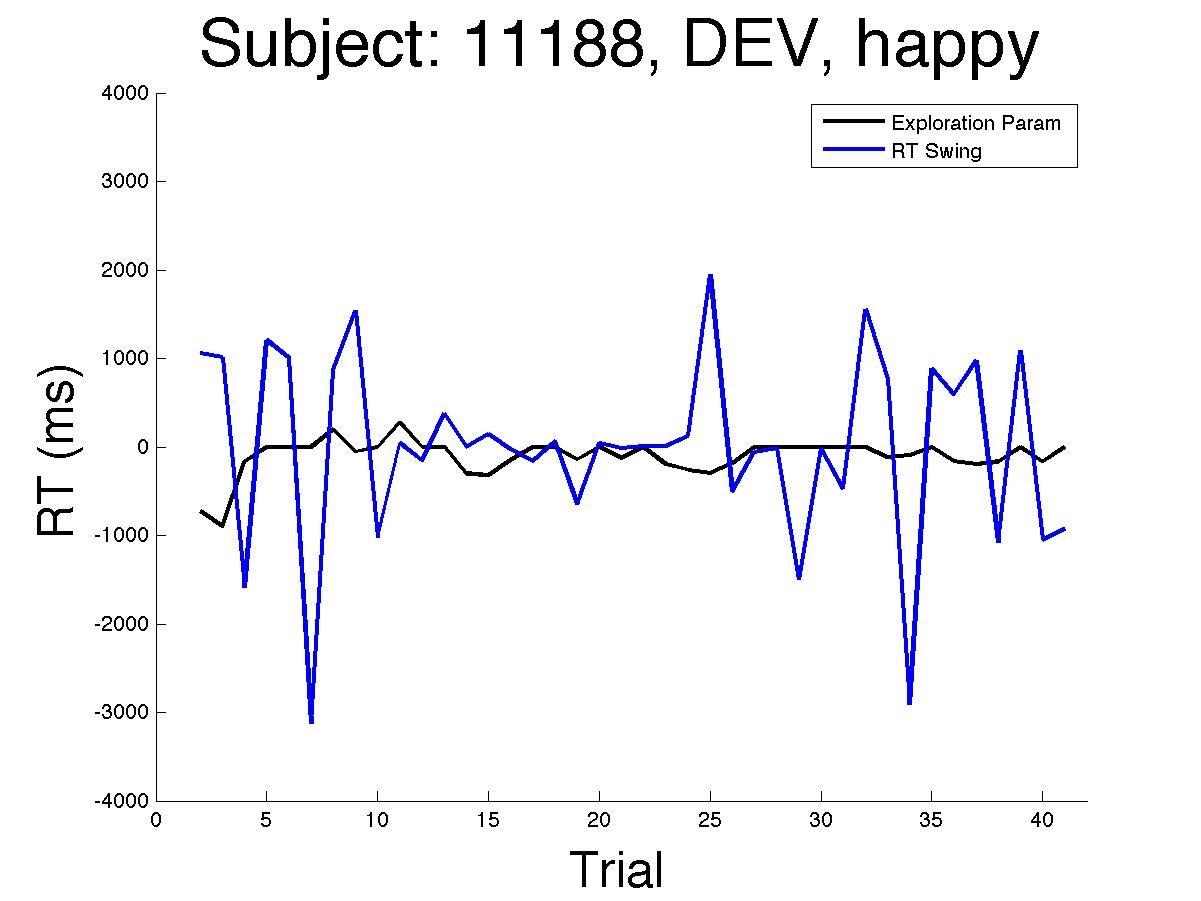 Subject: 11188, DEV, happy
Exploration Param
RT Swing
4000
3000
2000
1000
0
-1000
-2000
-3000
-4000
RT (ms)
0 5 10 15 20 25 30 35 40
Trial